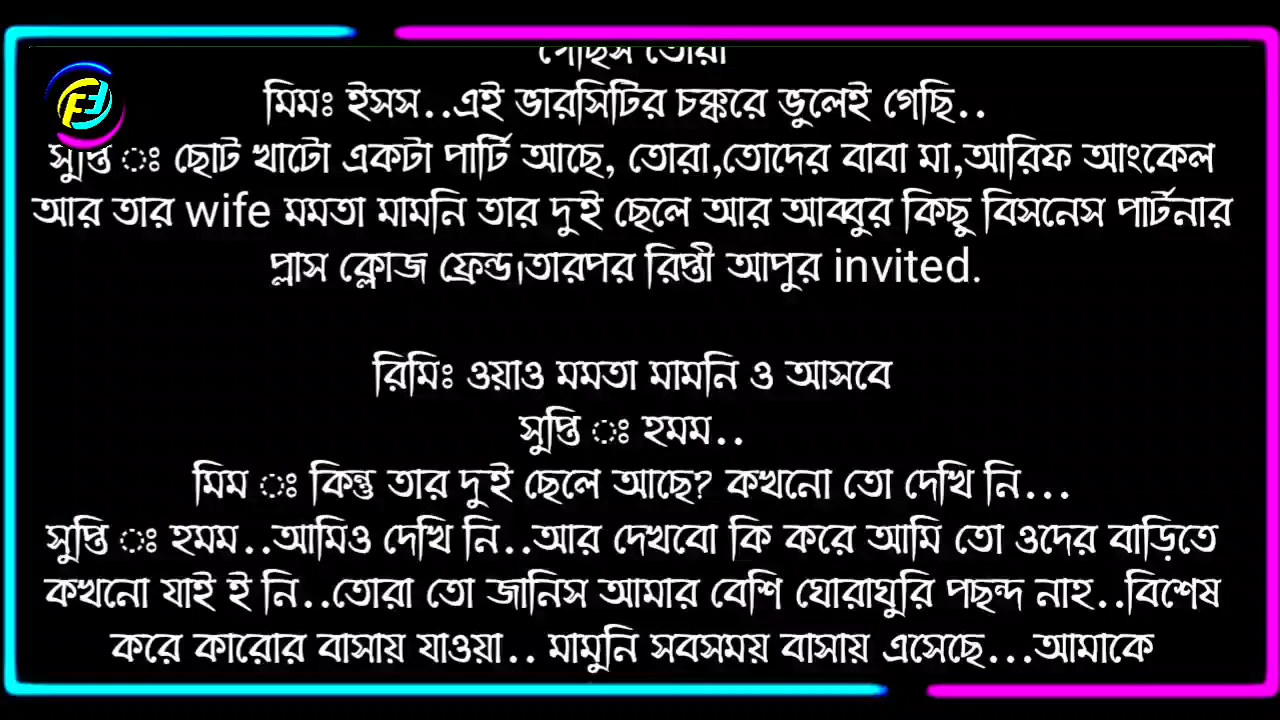 গেছিস তোরা
মিমঃ ইসস..এই ভারসিটির চক্করে ভুলেই গেছি..
সুপ্তি ঃ ছোট খাটো একটা পার্টি আছে, তোরা,তোদের বাবা মা,আরিফ আংকেল
আর তার wife মমতা মামনি তার দুই ছেলে আর আব্বুর কিছু বিসনেস পার্টনার
প্লাস ক্লোজ ফ্রেন্ড।তারপর রিপ্তী আপুর invited.
রিমিঃ ওয়াও মমতা মামনি ও আসবে
সুপ্তি ঃ হমম..
মিম ঃ কিন্তু তার দুই ছেলে আছে? কখনো তো দেখি নি...
সুপ্তি ঃ হমম..আমিও দেখি নি..আর দেখবো কি করে আমি তো ওদের বাড়িতে
কখনো যাই ই নি..তোরা তো জানিস আমার বেশি ঘোরাঘুরি পছন্দ নাহ..বিশেষ
করে কারোর বাসায় যাওয়া.. মামুনি সবসময় বাসায় এসেছে...আমাকে